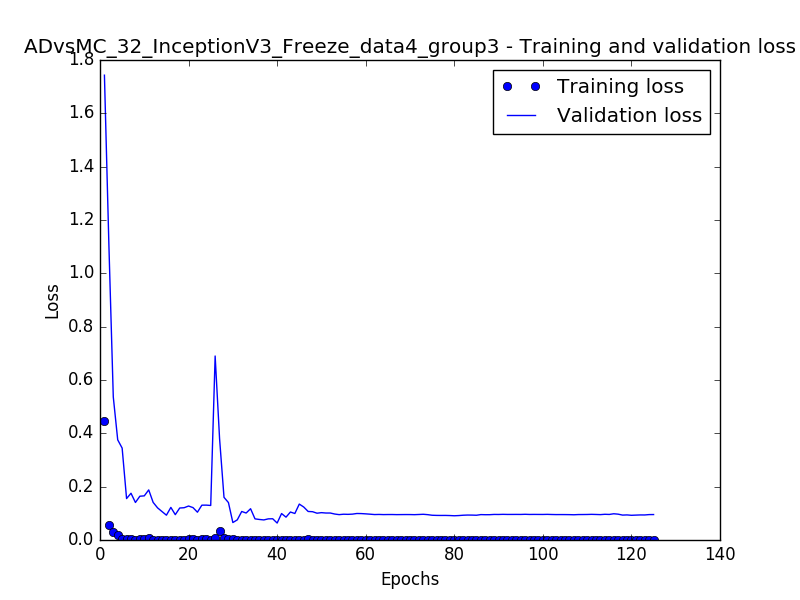 ADvsMC_32_InceptionV3_Freeze_data4_group3 - Training and validation loss
1.8
1.6
1.4
1.2
1.0
0.8
0.6
0.4
0.2
0.0
Loss
Training loss
Validation loss
0 20 40 60 80 100 120 140
Epochs